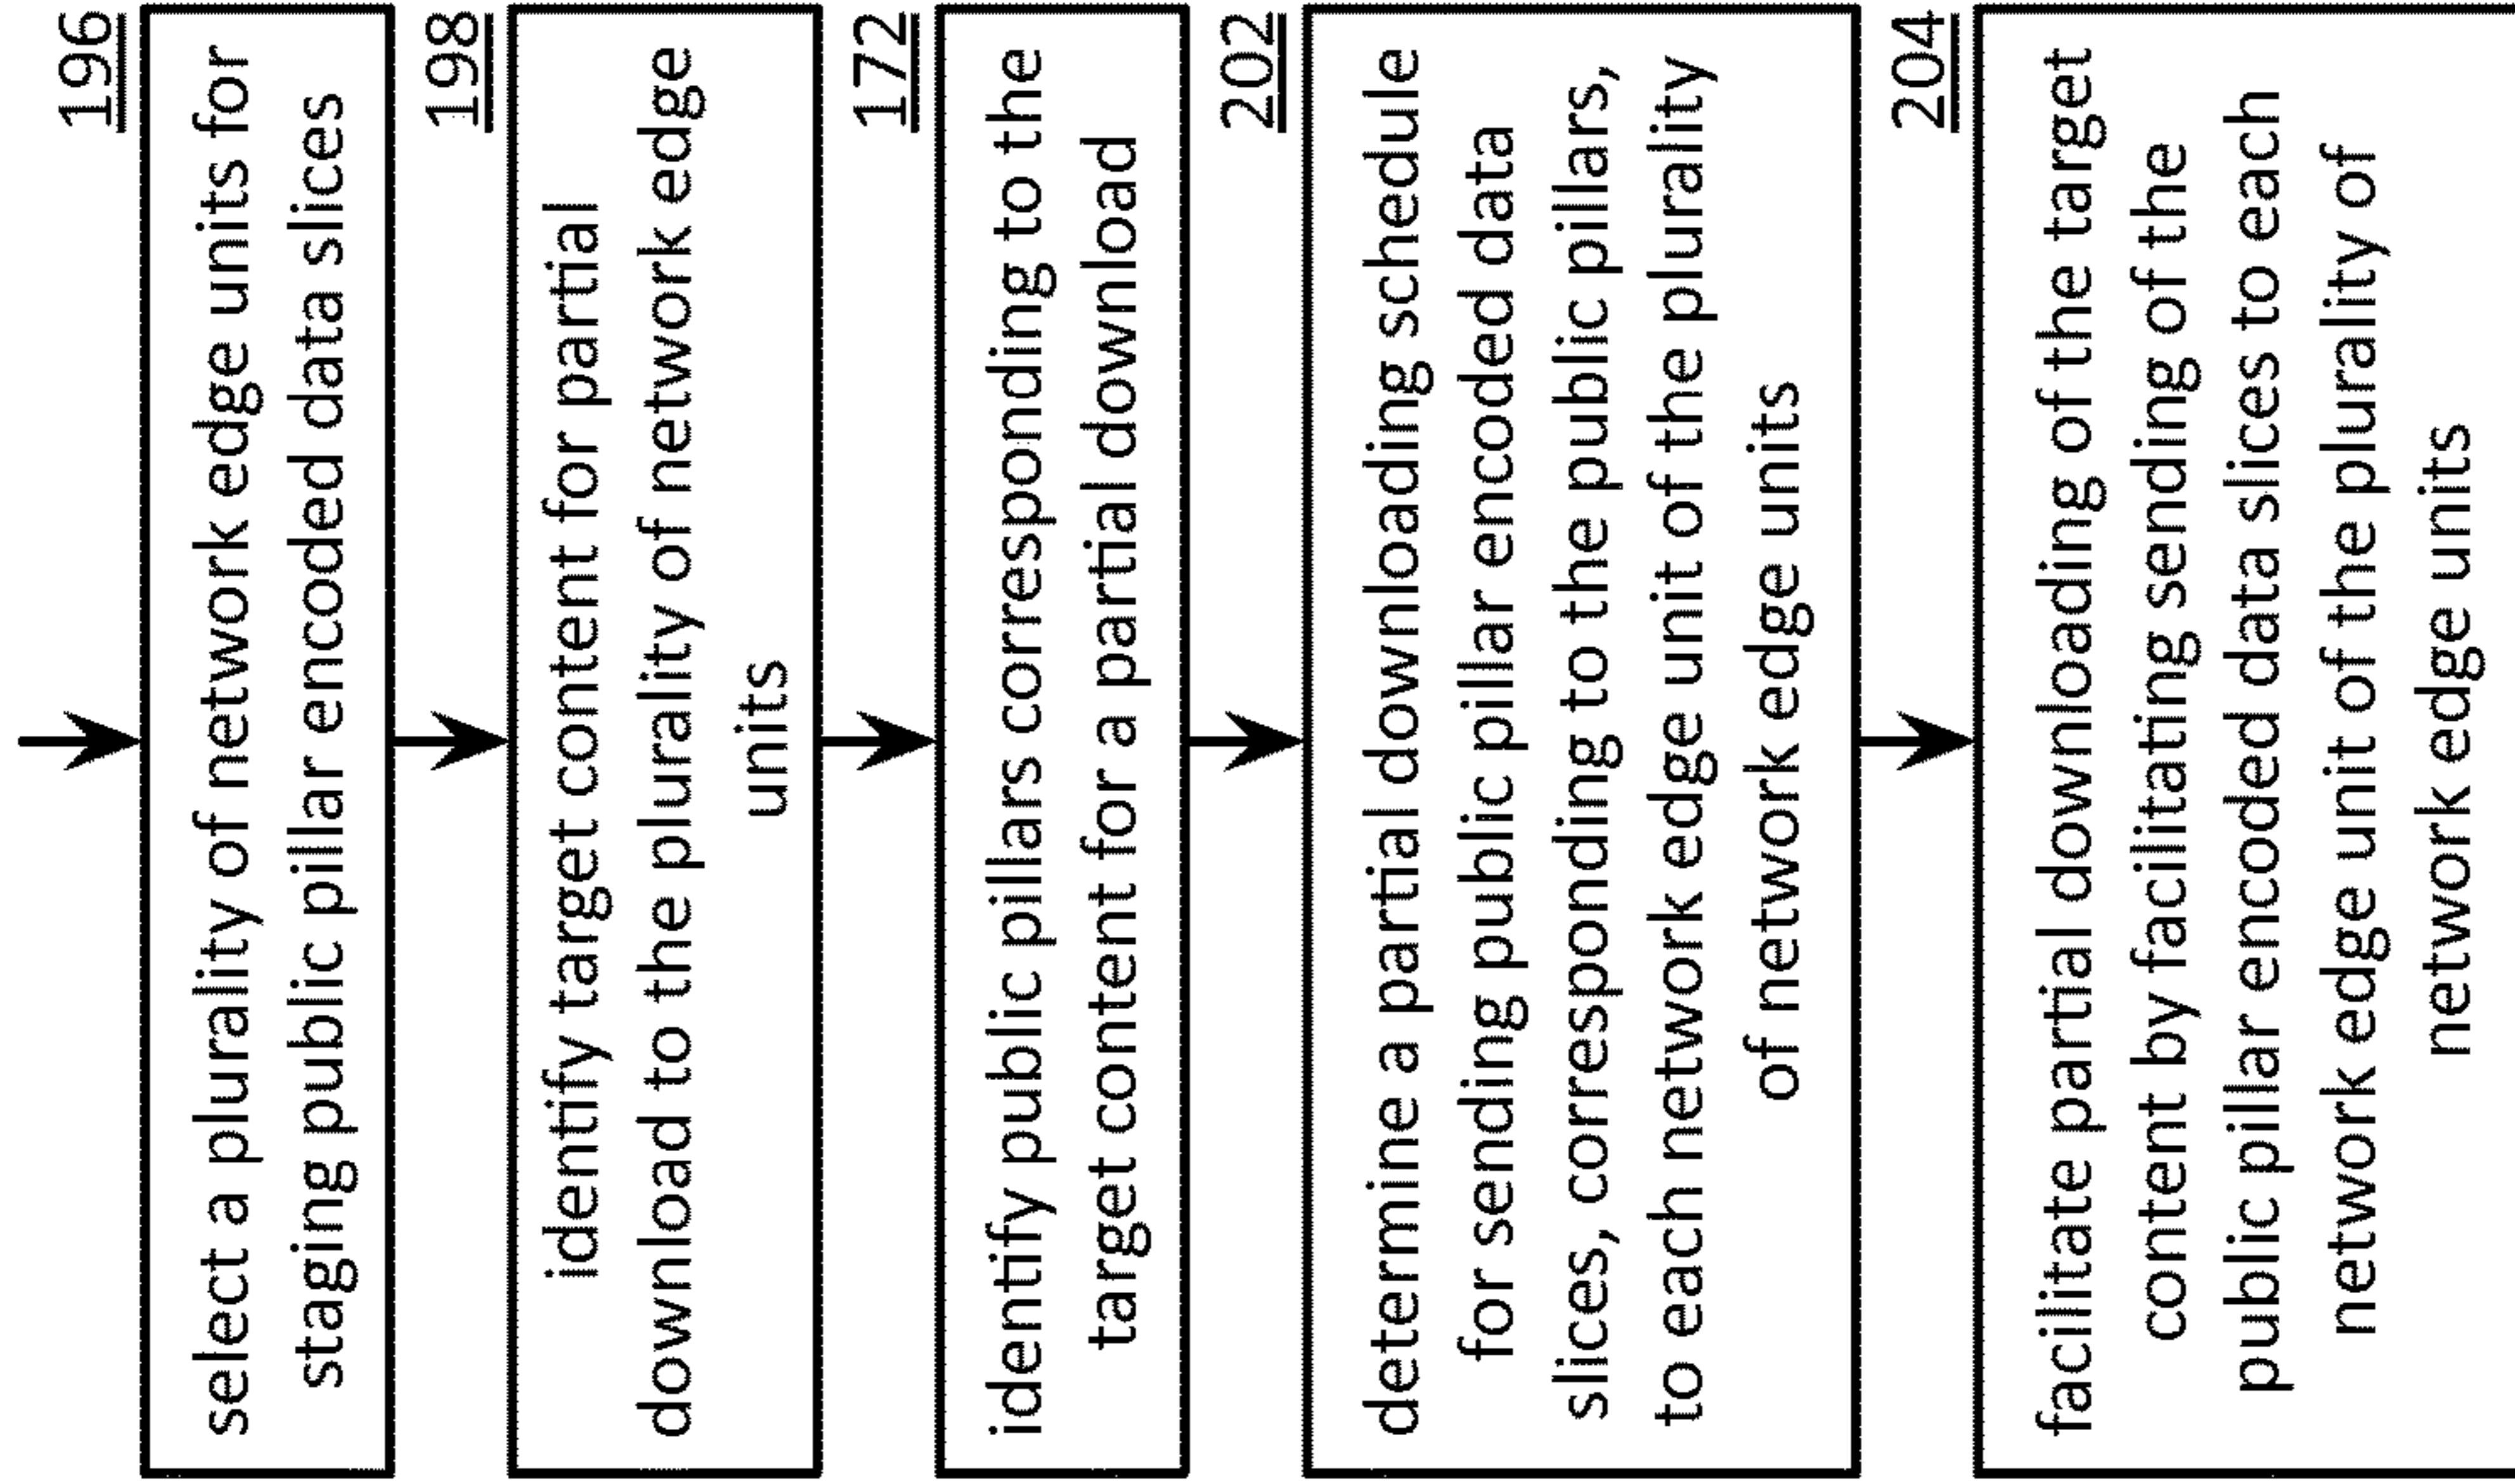 196
select a plurality of network edge units for
staging public pillar encoded data slices
198
identify target content for partial
download to the plurality of network edge
units
172
identify public pillars corresponding to the
target content for a partial download
202
determine a partial downloading schedule
for sending public pillar encoded data
slices, corresponding to the public pillars,
to each network edge unit of the plurality
of network edge units
204
facilitate partial downloading of the target
content by facilitating sending of the
public pillar encoded data slices to each
network edge unit of the plurality of
network edge units